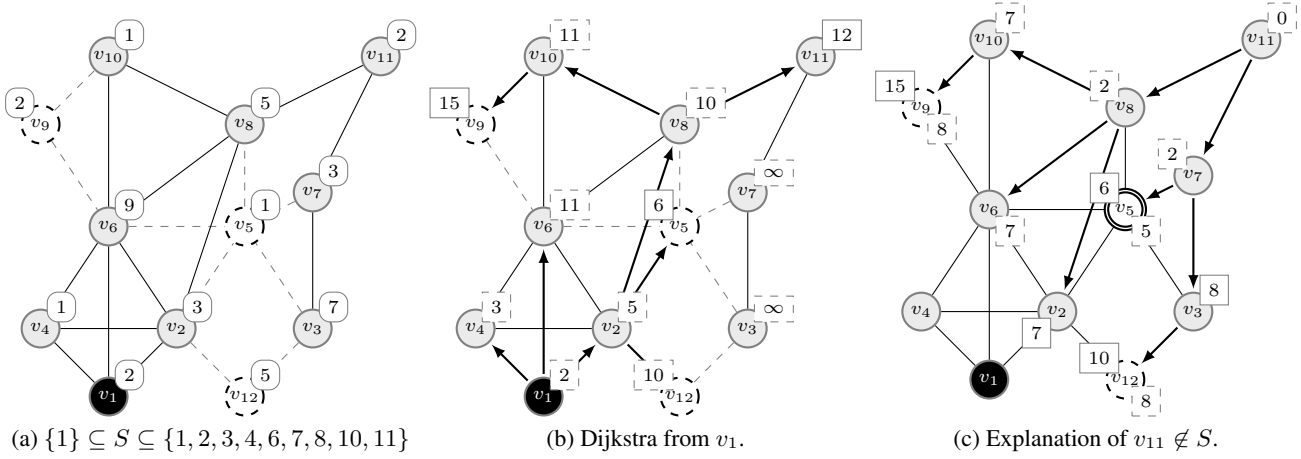 1
2
v₁₀
v₁₁
2
5
v₉
v₈
3
9
1
v₇
v₆
v₅
1
3
7
v₄
v₂
v₃
2
5
v₁
v₁₂
(a) {1} ⊆ S ⊆ {1, 2, 3, 4, 6, 7, 8, 10, 11}
11
12
v₁₀
v₁₁
15
10
v₉
v₈
∞
6
v₇
11
v₆
v₅
3
5
∞
v₄
v₂
v₃
2
10
v₁
v₁₂
(b) Dijkstra from v₁.
7
0
v₁₀
v₁₁
15
2
v₉
v₈
8
2
6
v₇
v₆
v₅
7
5
8
v₄
v₂
v₃
7
10
v₁
v₁₂
8
(c) Explanation of v₁₁ ∉ S.